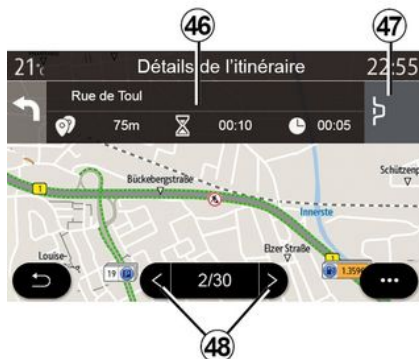 46
47
21°c Détails de l'itinéraire 22:55
Rue de Toul
75m 00:10 00:05
Schützenp
Bückebergstraße
1
Innerste
Elzer Straße
Louise-
19
1
1.359
< 2/30 >
...
48